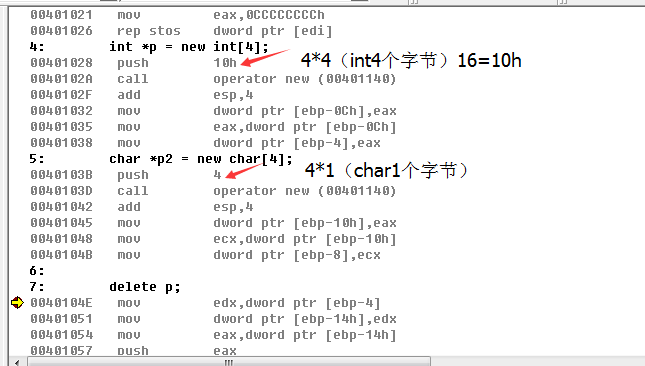 00401021 mov eax,0CCCCCCCCh
00401026 rep stos dword ptr [edi]
4: int *p = new int[4];
00401028 push 10h 4*4（int4个字节）16=10h
0040102A call operator new (00401140)
0040102F add esp,4
00401032 mov dword ptr [ebp-0Ch],eax
00401035 mov eax,dword ptr [ebp-0Ch]
00401038 mov dword ptr [ebp-4],eax
5: char *p2 = new char[4];
0040103B push 4 4*1（char1个字节）
0040103D call operator new (00401140)
00401042 add esp,4
00401045 mov dword ptr [ebp-10h],eax
00401048 mov ecx,dword ptr [ebp-10h]
0040104B mov dword ptr [ebp-8],ecx
6:
7: delete p;
0040104E mov edx,dword ptr [ebp-4]
00401051 mov dword ptr [ebp-14h],edx
00401054 mov eax,dword ptr [ebp-14h]
00401057 push eax